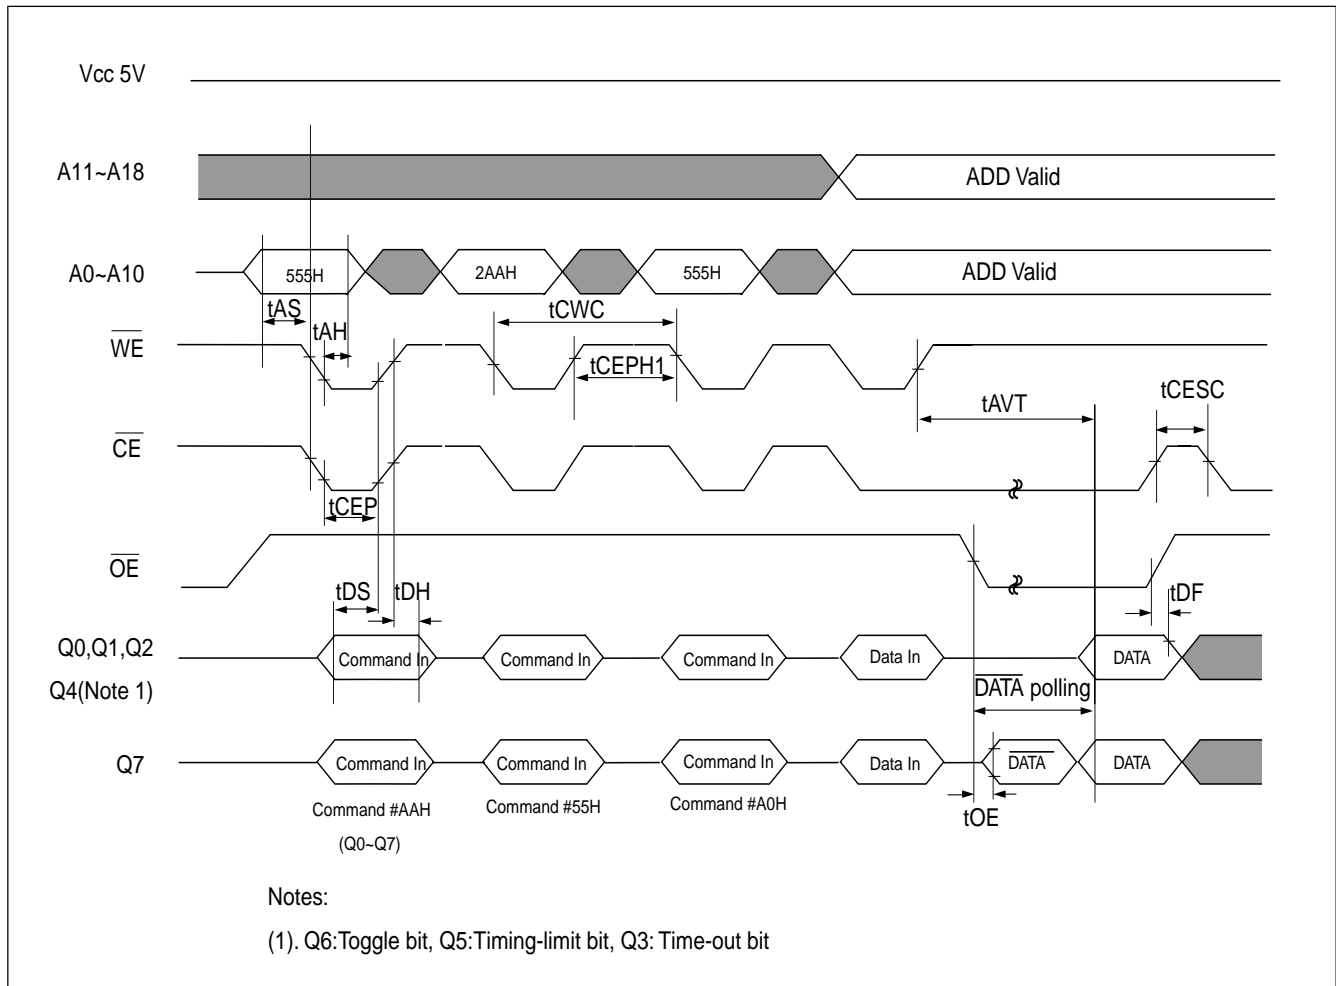 Vcc 5V
A11~A18
ADD Valid
A0~A10
555H
2AAH
555H
ADD Valid
tAS
tAH
tCWC
WE
tCEPH1
tCESC
tAVT
CE
tCEP
OE
tDS
tDH
tDF
Q0,Q1,Q2
Command In
Command In
Command In
Data In
DATA
Q4(Note 1)
DATA polling
Q7
Command In
Command In
Command In
Data In
DATA
DATA
Command #AAH
Command #55H
Command #A0H
tOE
(Q0~Q7)
Notes:
(1). Q6:Toggle bit, Q5:Timing-limit bit, Q3: Time-out bit